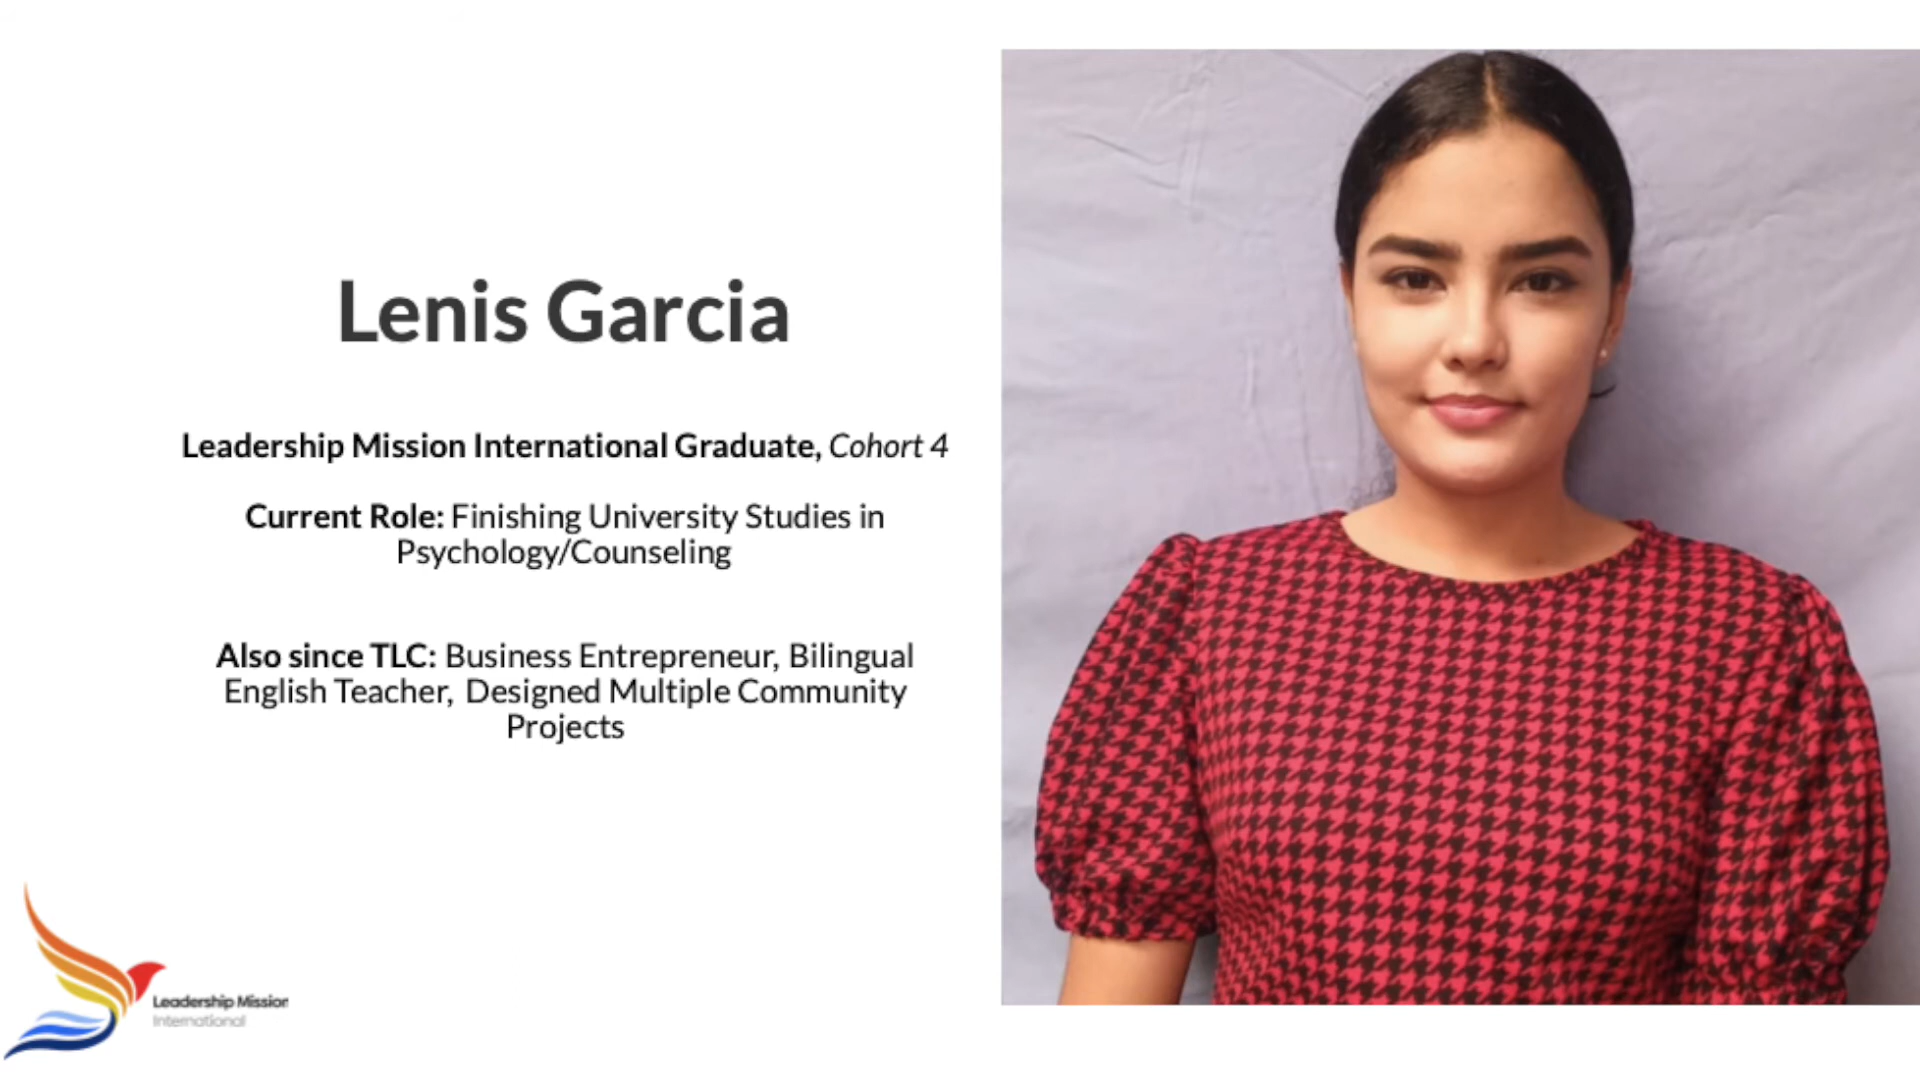 Lenis Garcia
Leadership Mission International Graduate, Cohort 4
Current Role: Finishing University Studies in
Psychology/Counseling
Also since TLC: Business Entrepreneur, Bilingual
English Teacher, Designed Multiple Community
Projects
Leadership Mission
International